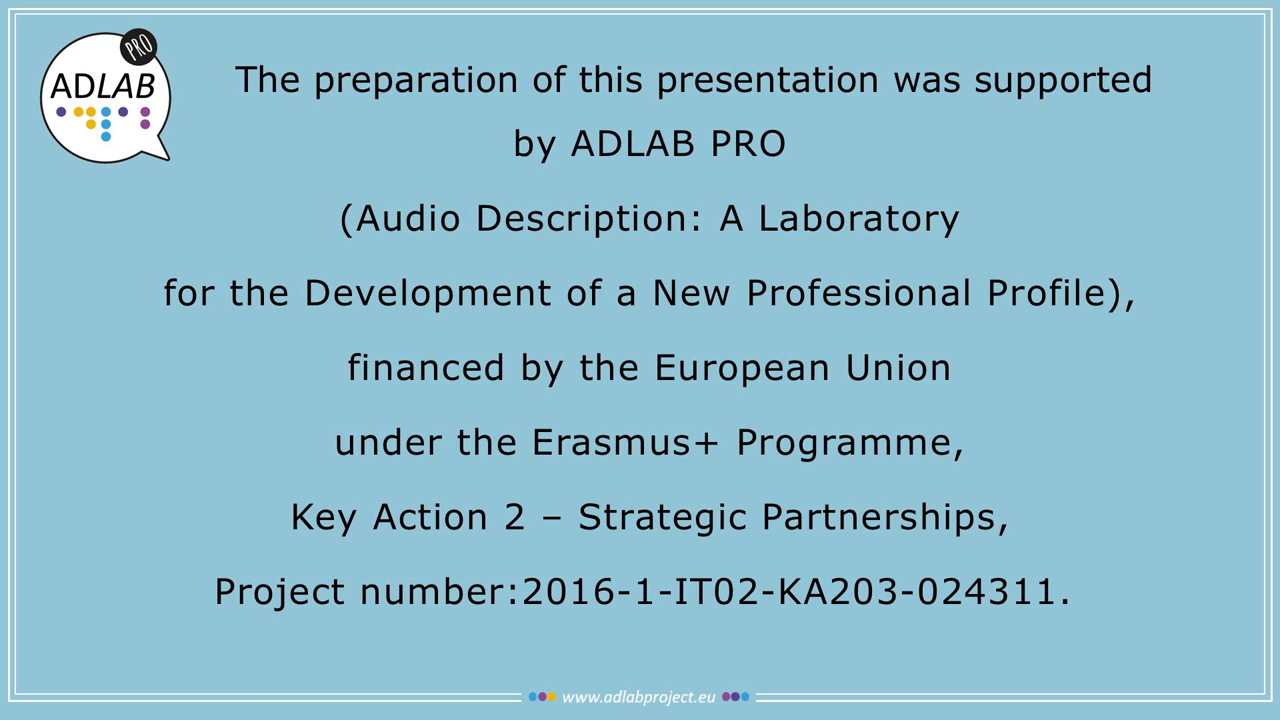 PRO
ADLAB
The preparation of this presentation was supported
by ADLAB PRO
(Audio Description: A Laboratory
for the Development of a New Professional Profile),
financed by the European Union
under the Erasmus+ Programme,
Key Action 2 – Strategic Partnerships,
Project number:2016-1-IT02-KA203-024311.
www.adlabproject.eu